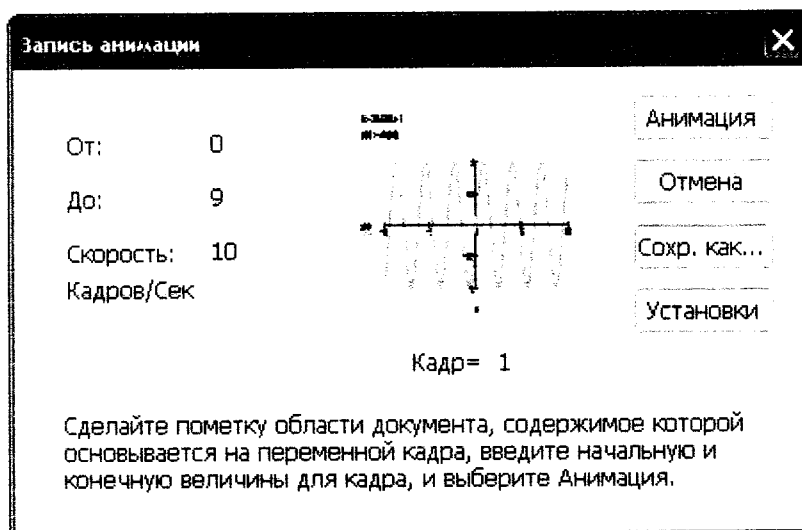 Запись анимации
От: 0
До: 9
Скорость: 10
Кадров/Сек
Анимация
Отмена
Сохр. как...
Установки
Кадр= 1
Сделайте пометку области документа, содержимое которой
основывается на переменной кадра, введите начальную и
конечную величины для кадра, и выберите Анимация.